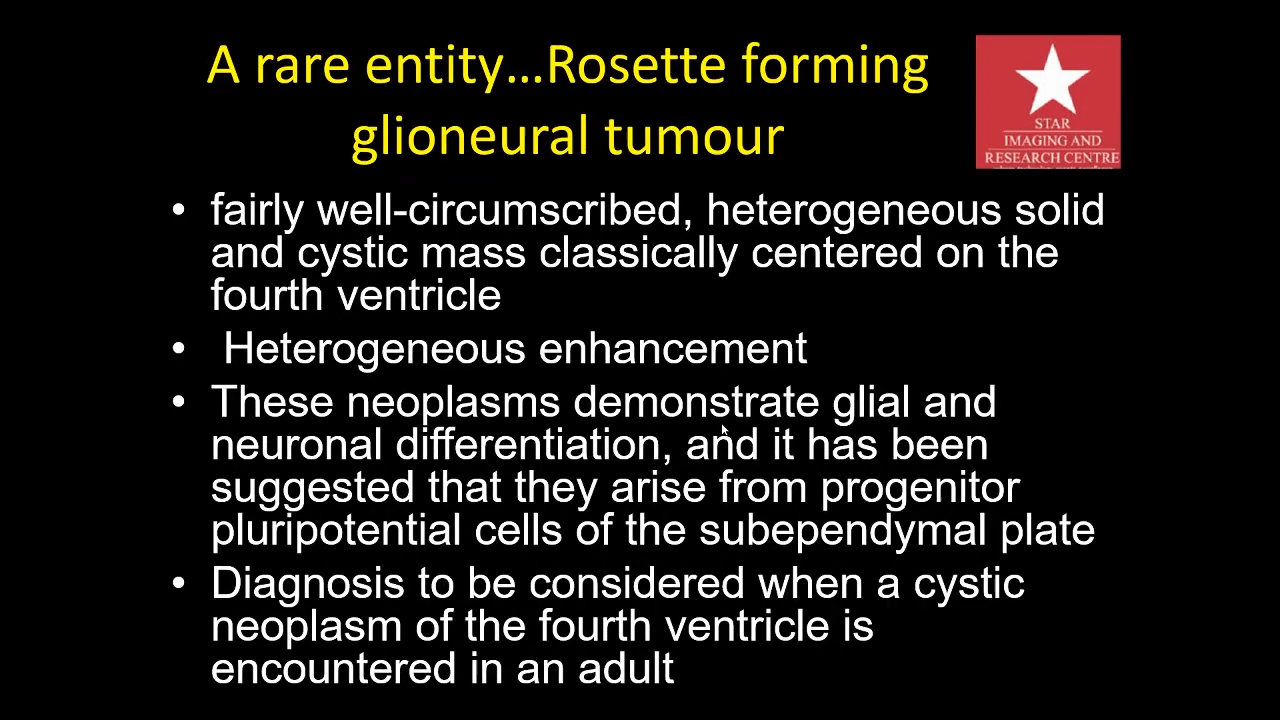 A rare entity...Rosette forming
glioneural tumour
STAR
IMAGING AND
RESEARCH CENTRE
• fairly well-circumscribed, heterogeneous solid
and cystic mass classically centered on the
fourth ventricle
• Heterogeneous enhancement
• These neoplasms demonstrate glial and
neuronal differentiation, and it has been
suggested that they arise from progenitor
pluripotential cells of the subependymal plate
• Diagnosis to be considered when a cystic
neoplasm of the fourth ventricle is
encountered in an adult